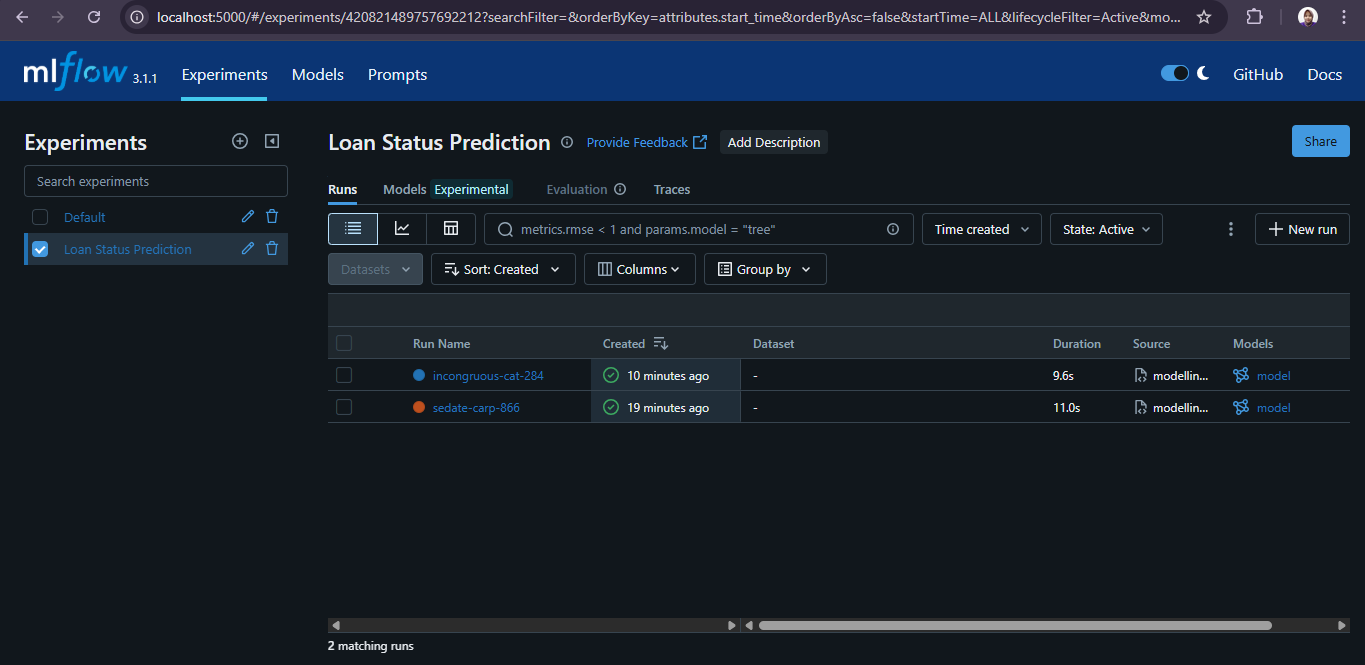 localhost:5000/#/experiments/420821489757692212?searchFilter=&orderByKey=attributes.start_time&orderByAsc=false&startTime=ALL&lifecycleFilter=Active&mo...
mlflow 3.1.1 Experiments Models Prompts GitHub Docs
Experiments
Search experiments
Default
Loan Status Prediction
Loan Status Prediction Provide Feedback Add Description Share
Runs Models Experimental Evaluation Traces
metrics.rmse < 1 and params.model = "tree" Time created State: Active New run
Datasets Sort: Created Columns Group by
Run Name Created Dataset Duration Source Models
incongruous-cat-284 10 minutes ago - 9.6s modellin... model
sedate-carp-866 19 minutes ago - 11.0s modellin... model
2 matching runs